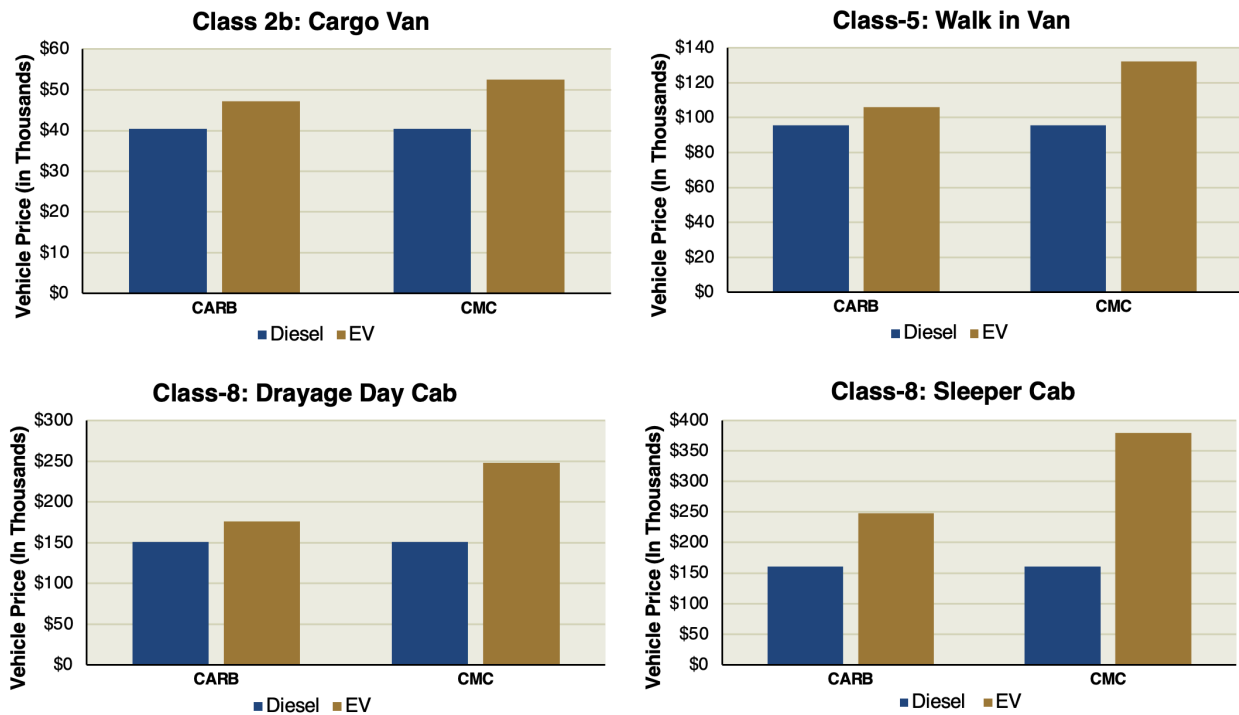 Class 2b: Cargo Van
Vehicle Price (in Thousands)
$60
$50
$40
$30
$20
$10
$0
CARB
CMC
Diesel EV
Class-5: Walk in Van
Vehicle Price (In Thousands)
$140
$120
$100
$80
$60
$40
$20
$0
CARB
CMC
Diesel EV
Class-8: Drayage Day Cab
Vehicle Price (In Thousands)
$300
$250
$200
$150
$100
$50
$0
CARB
CMC
Diesel EV
Class-8: Sleeper Cab
Vehicle Price (In Thousands)
$400
$350
$300
$250
$200
$150
$100
$50
$0
CARB
CMC
Diesel EV